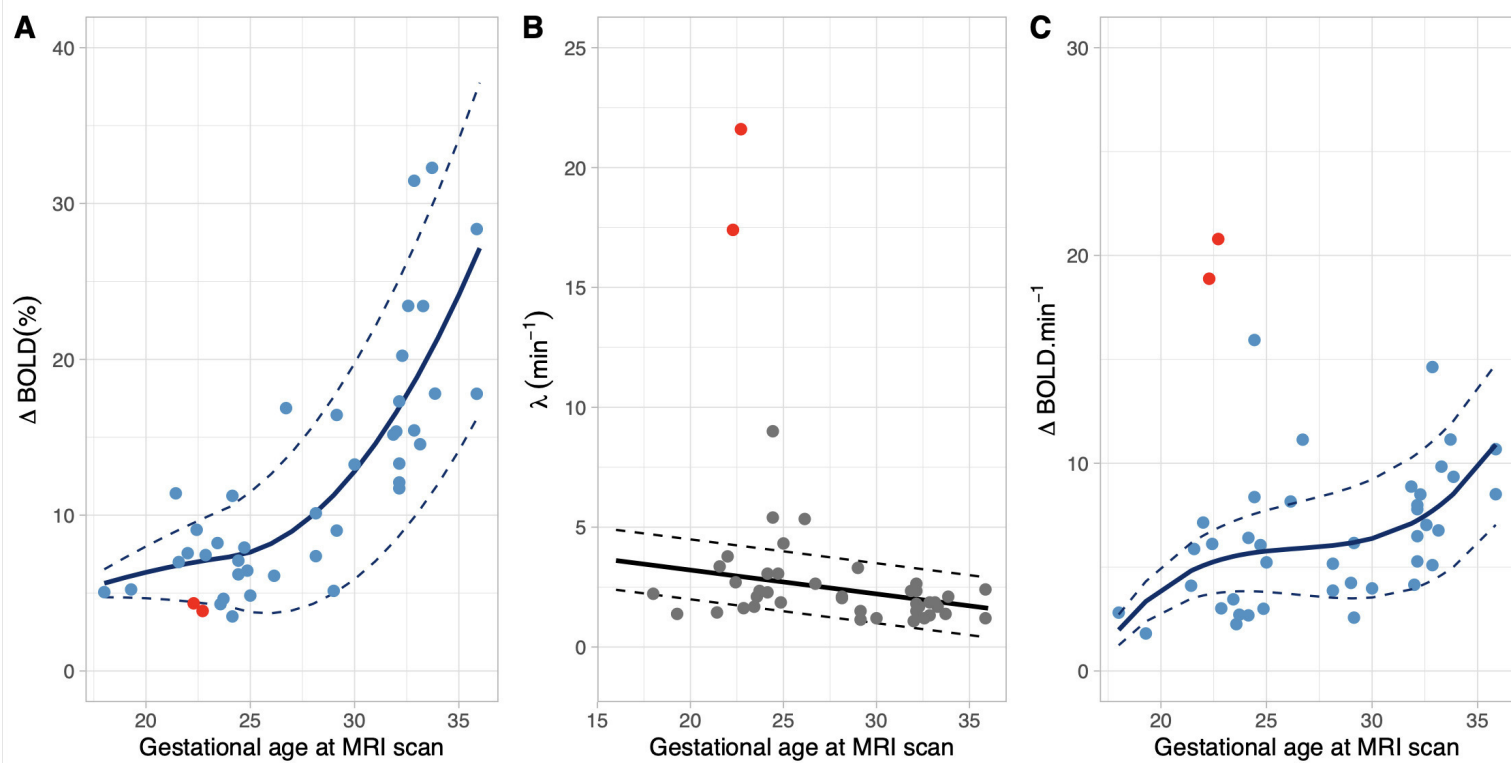 A
Δ BOLD(%)
40
30
20
10
0
20 25 30 35
Gestational age at MRI scan
B
λ (min⁻¹)
25
20
15
10
5
0
15 20 25 30 35
Gestational age at MRI scan
C
Δ BOLD.min⁻¹
30
20
10
0
20 25 30 35
Gestational age at MRI scan